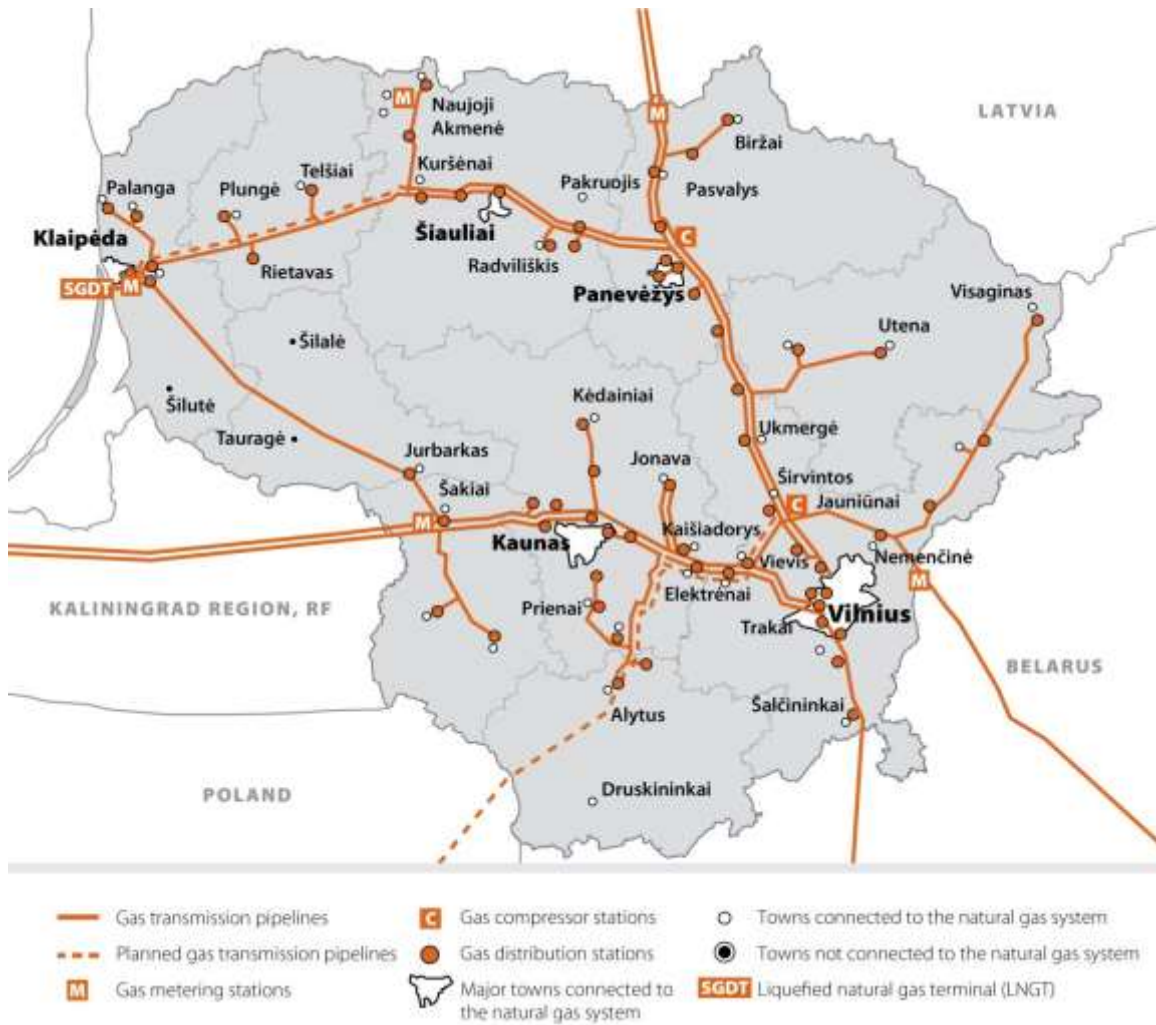 M
Naujoji
Akmenė
M
LATVIA
Biržai
Telšiai
Kuršėnai
Pakruojis
Pasvalys
Palanga
Plungė
Klaipėda
Šiauliai
C
Rietavas
Radviliškis
SGDT
M
Panevėžys
Visaginas
Utena
Šilalė
Šilutė
Kėdainiai
Tauragė
Ukmergė
Jurbarkas
Jonava
Širvintos
Šakiai
C
Jauniūnai
M
Kaunas
Kaišiadorys
Vievis
Nemenčinė
M
Elektrėnai
KALINIGRAD REGION, RF
Prienai
Trakai
Vilnius
BELARUS
Alytus
Šalčininkai
POLAND
Druskininkai
Gas transmission pipelines
C Gas compressor stations
Towns connected to the natural gas system
Planned gas transmission pipelines
Gas distribution stations
Towns not connected to the natural gas system
M Gas metering stations
Major towns connected to
the natural gas system
SGDT Liquefied natural gas terminal (LNGT)